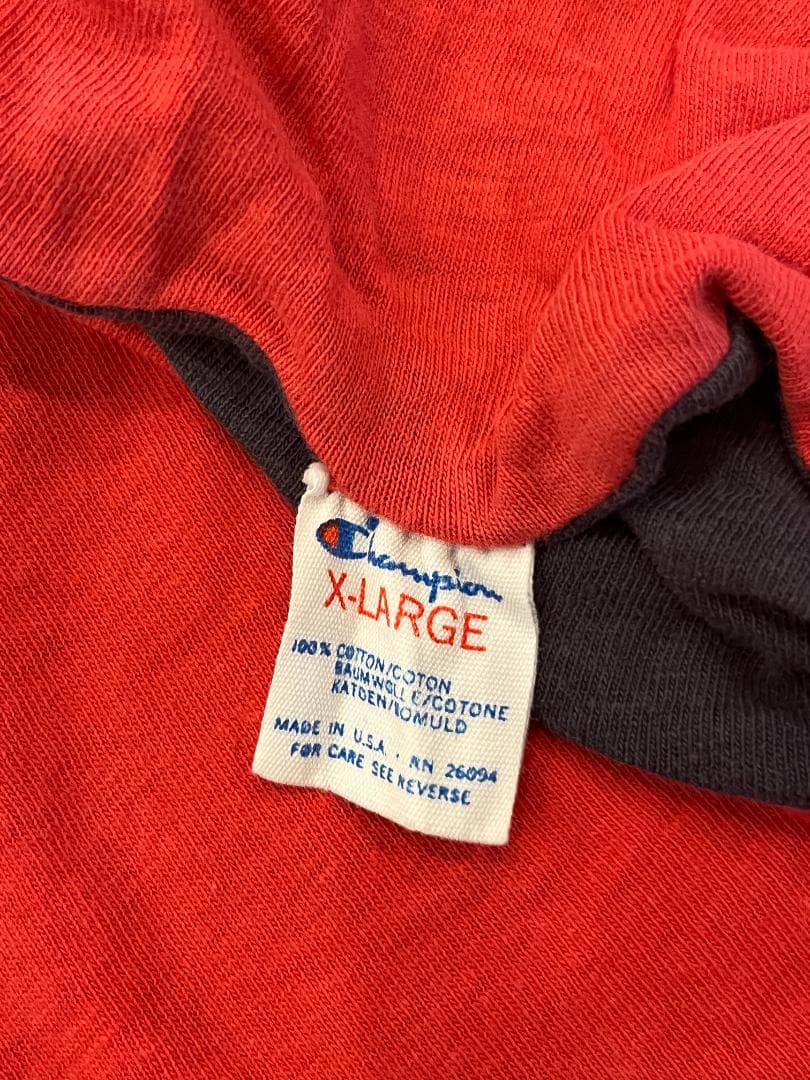 Champion
X-LARGE
100% COTTON/COTON
BAUMWOLLE/COTONE
KATOEN/BOMULD
MADE IN U.S.A. . RN 26094
FOR CARE SEE REVERSE